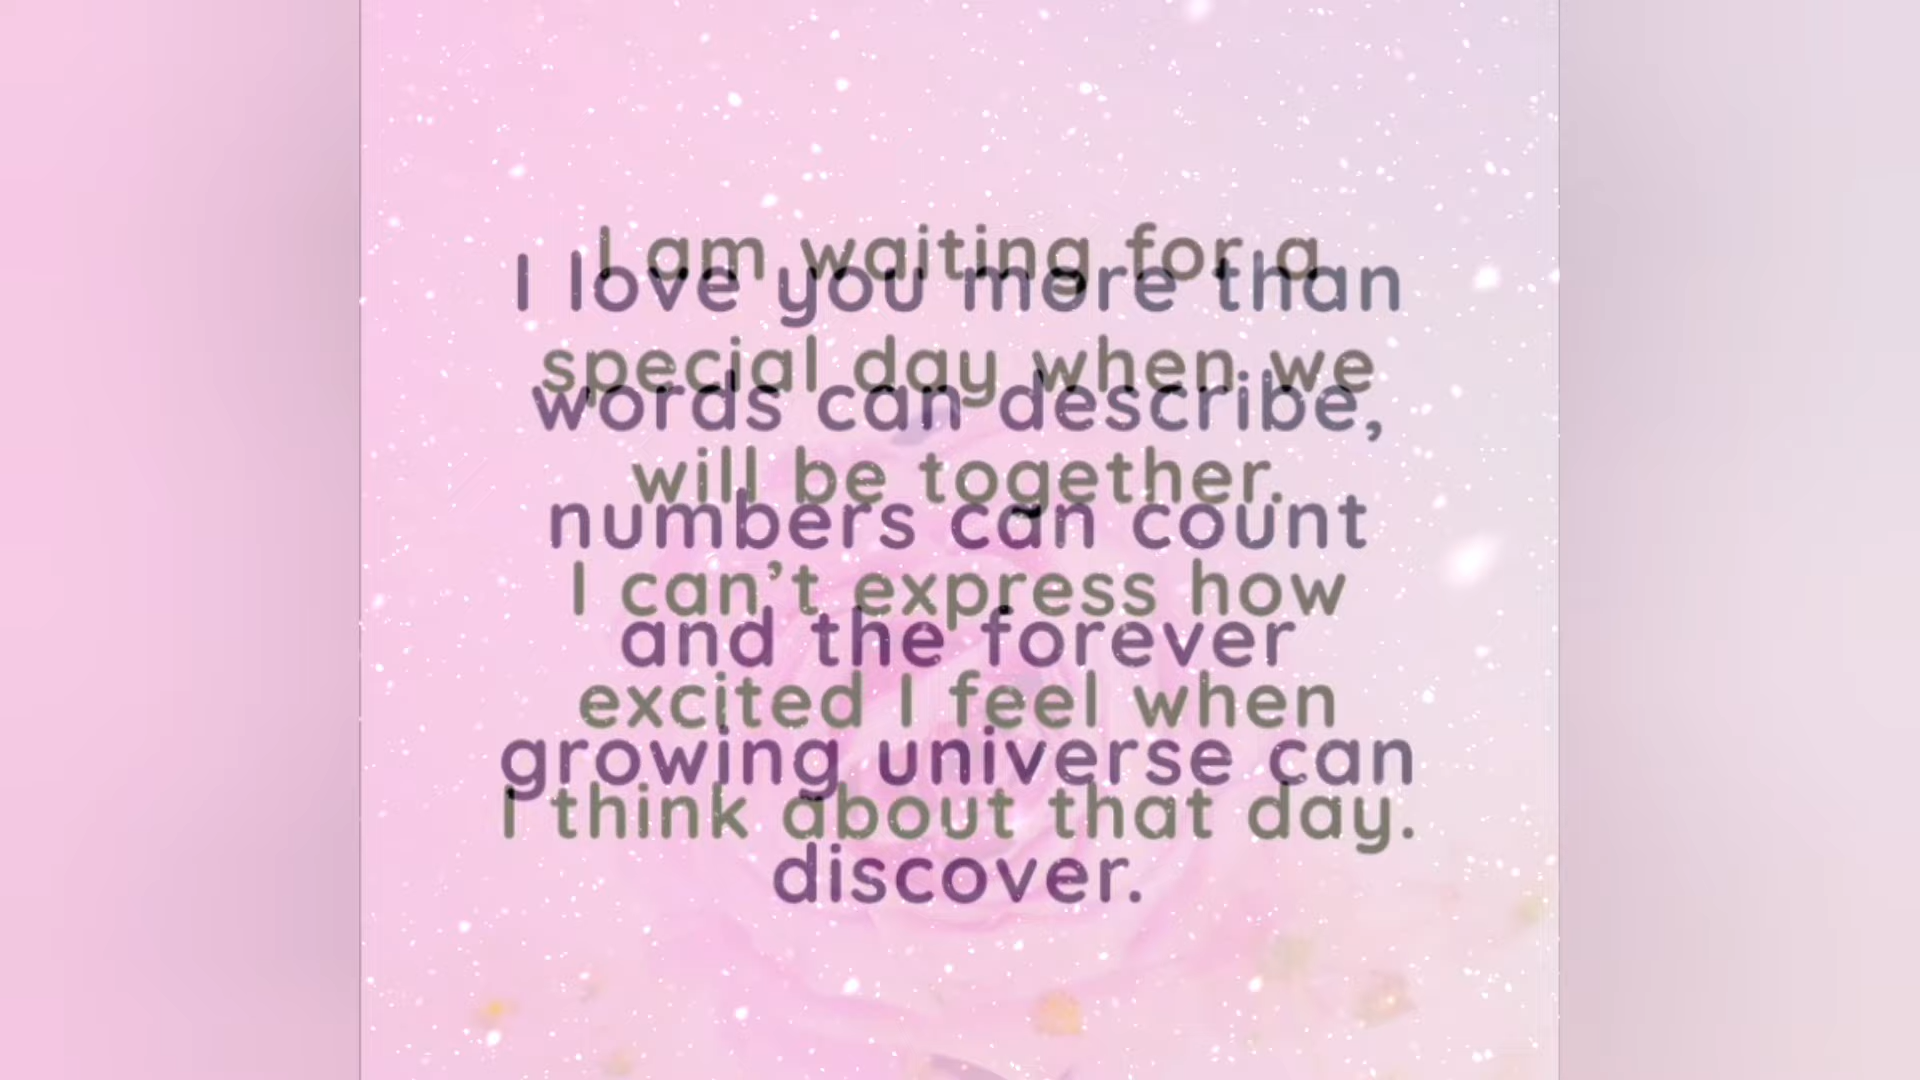 I am waiting for a
special day when we
will be together.
I can’t express how
excited I feel when
I think about that day.
I love you more than
words can describe,
numbers can count
and the forever
growing universe can
discover.